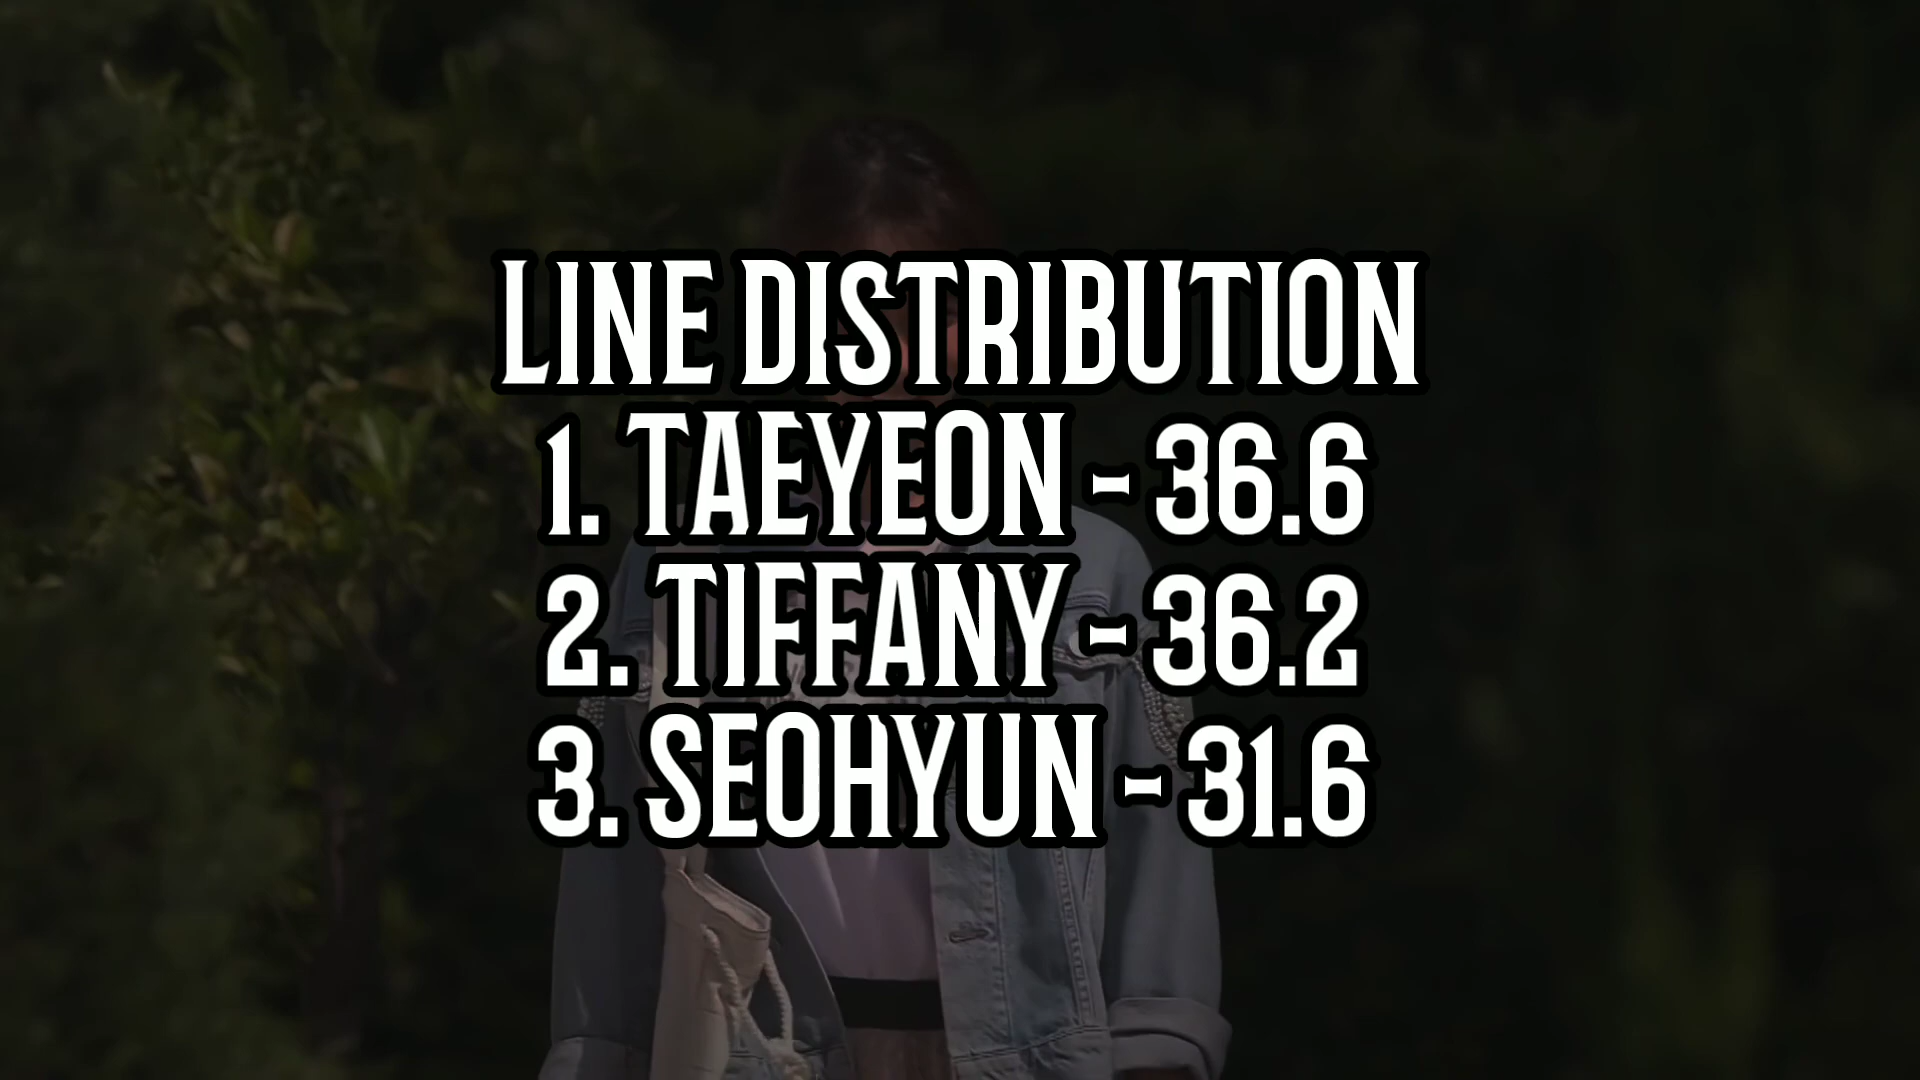 LINE DISTRIBUTION
1. TAEYEON - 36.6
2. TIFFANY - 36.2
3. SEOHYUN - 31.6